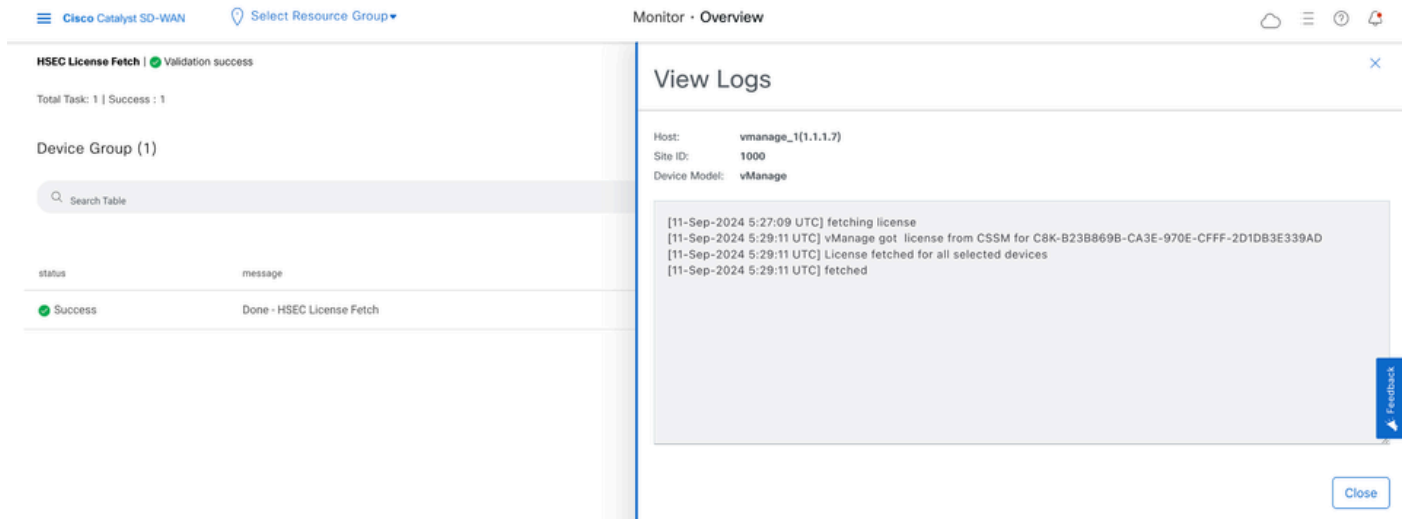 Cisco Catalyst SD-WAN
Select Resource Group
Monitor · Overview
HSEC License Fetch | Validation success
Total Task: 1 | Success : 1
Device Group (1)
Search Table
status message
Success Done - HSEC License Fetch
View Logs
Host: vmanage_1(1.1.1.7)
Site ID: 1000
Device Model: vManage
[11-Sep-2024 5:27:09 UTC] fetching license
[11-Sep-2024 5:29:11 UTC] vManage got  license from CSSM for C8K-B23B869B-CA3E-970E-CFFF-2D1DB3E339AD
[11-Sep-2024 5:29:11 UTC] License fetched for all selected devices
[11-Sep-2024 5:29:11 UTC] fetched
Feedback
Close